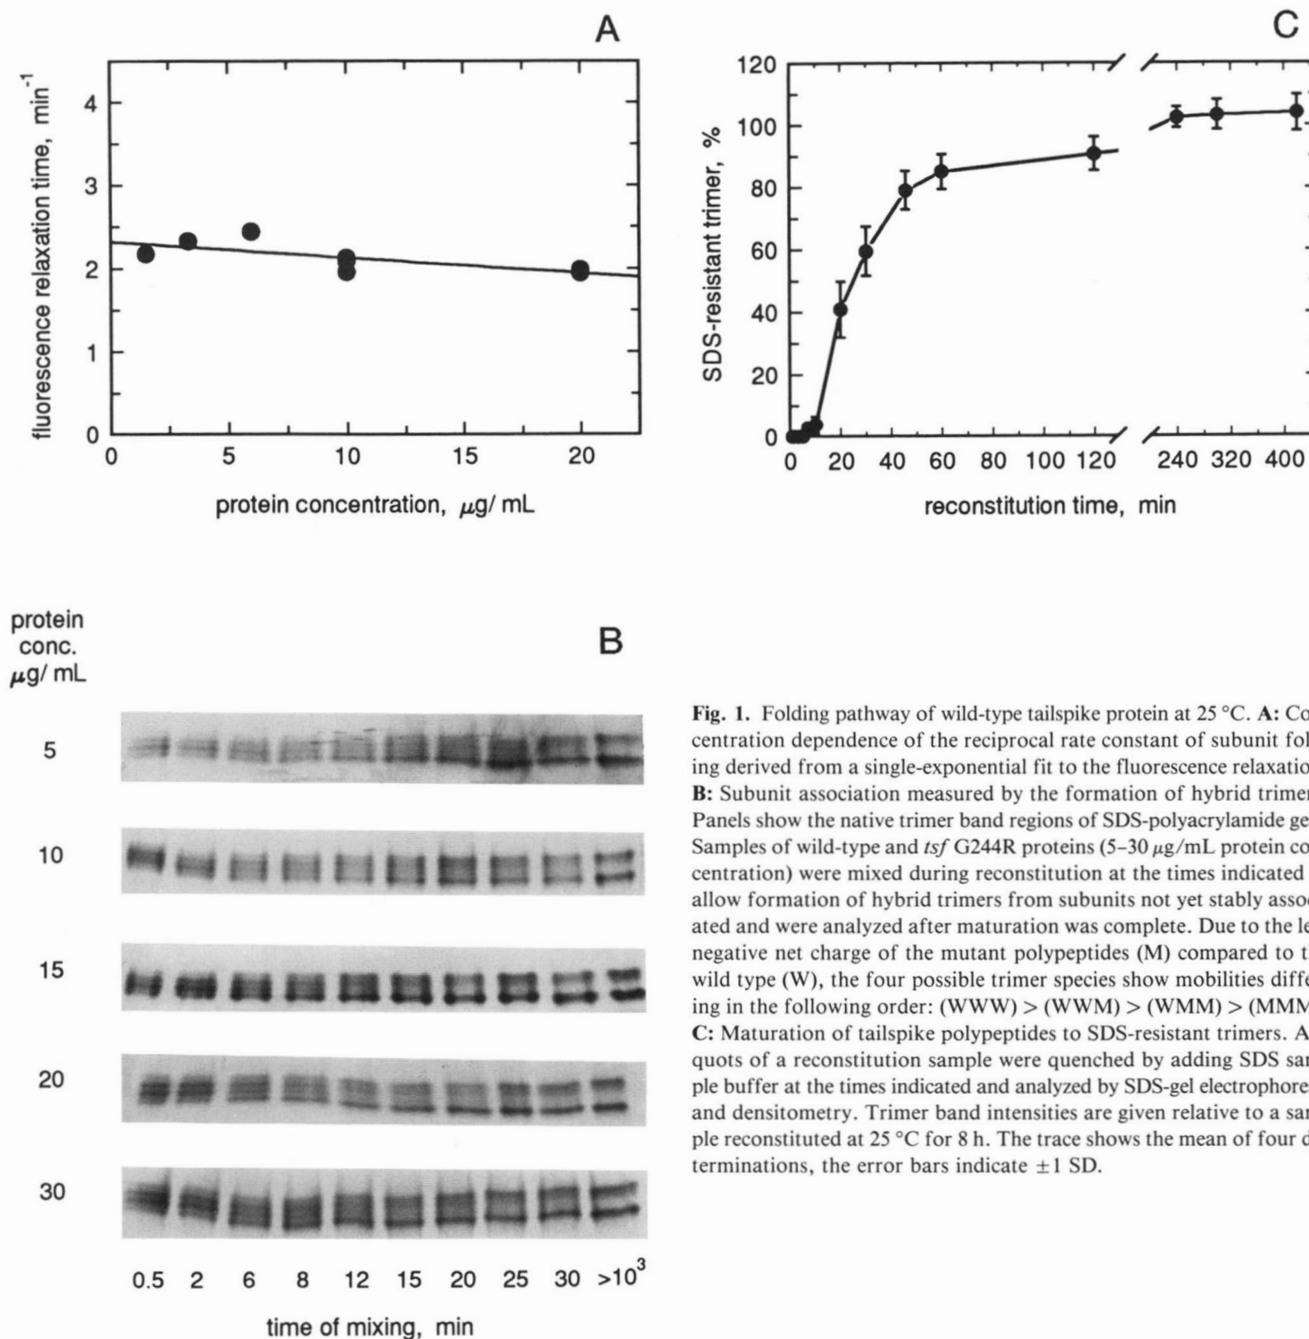 A
fluorescence relaxation time, min⁻¹
4
3
2
1
0
0 5 10 15 20
protein concentration, μg/ mL
C
SDS-resistant trimer, %
120
100
80
60
40
20
0
0 20 40 60 80 100 120 240 320 400
reconstitution time, min
protein
conc.
μg/ mL
B
5
10
15
20
30
0.5 2 6 8 12 15 20 25 30 >10³
time of mixing, min
Fig. 1. Folding pathway of wild-type tailspike protein at 25 °C. A: Co
centration dependence of the reciprocal rate constant of subunit fol
ing derived from a single-exponential fit to the fluorescence relaxatio
B: Subunit association measured by the formation of hybrid trimer
Panels show the native trimer band regions of SDS-polyacrylamide ge
Samples of wild-type and tsf G244R proteins (5–30 μg/mL protein co
centration) were mixed during reconstitution at the times indicated
allow formation of hybrid trimers from subunits not yet stably assoc
ated and were analyzed after maturation was complete. Due to the le
negative net charge of the mutant polypeptides (M) compared to t
wild type (W), the four possible trimer species show mobilities diffe
ing in the following order: (WWW) > (WWM) > (WMM) > (MMM
C: Maturation of tailspike polypeptides to SDS-resistant trimers. A
quots of a reconstitution sample were quenched by adding SDS sam
ple buffer at the times indicated and analyzed by SDS-gel electrophores
and densitometry. Trimer band intensities are given relative to a sam
ple reconstituted at 25 °C for 8 h. The trace shows the mean of four d
terminations, the error bars indicate ±1 SD.